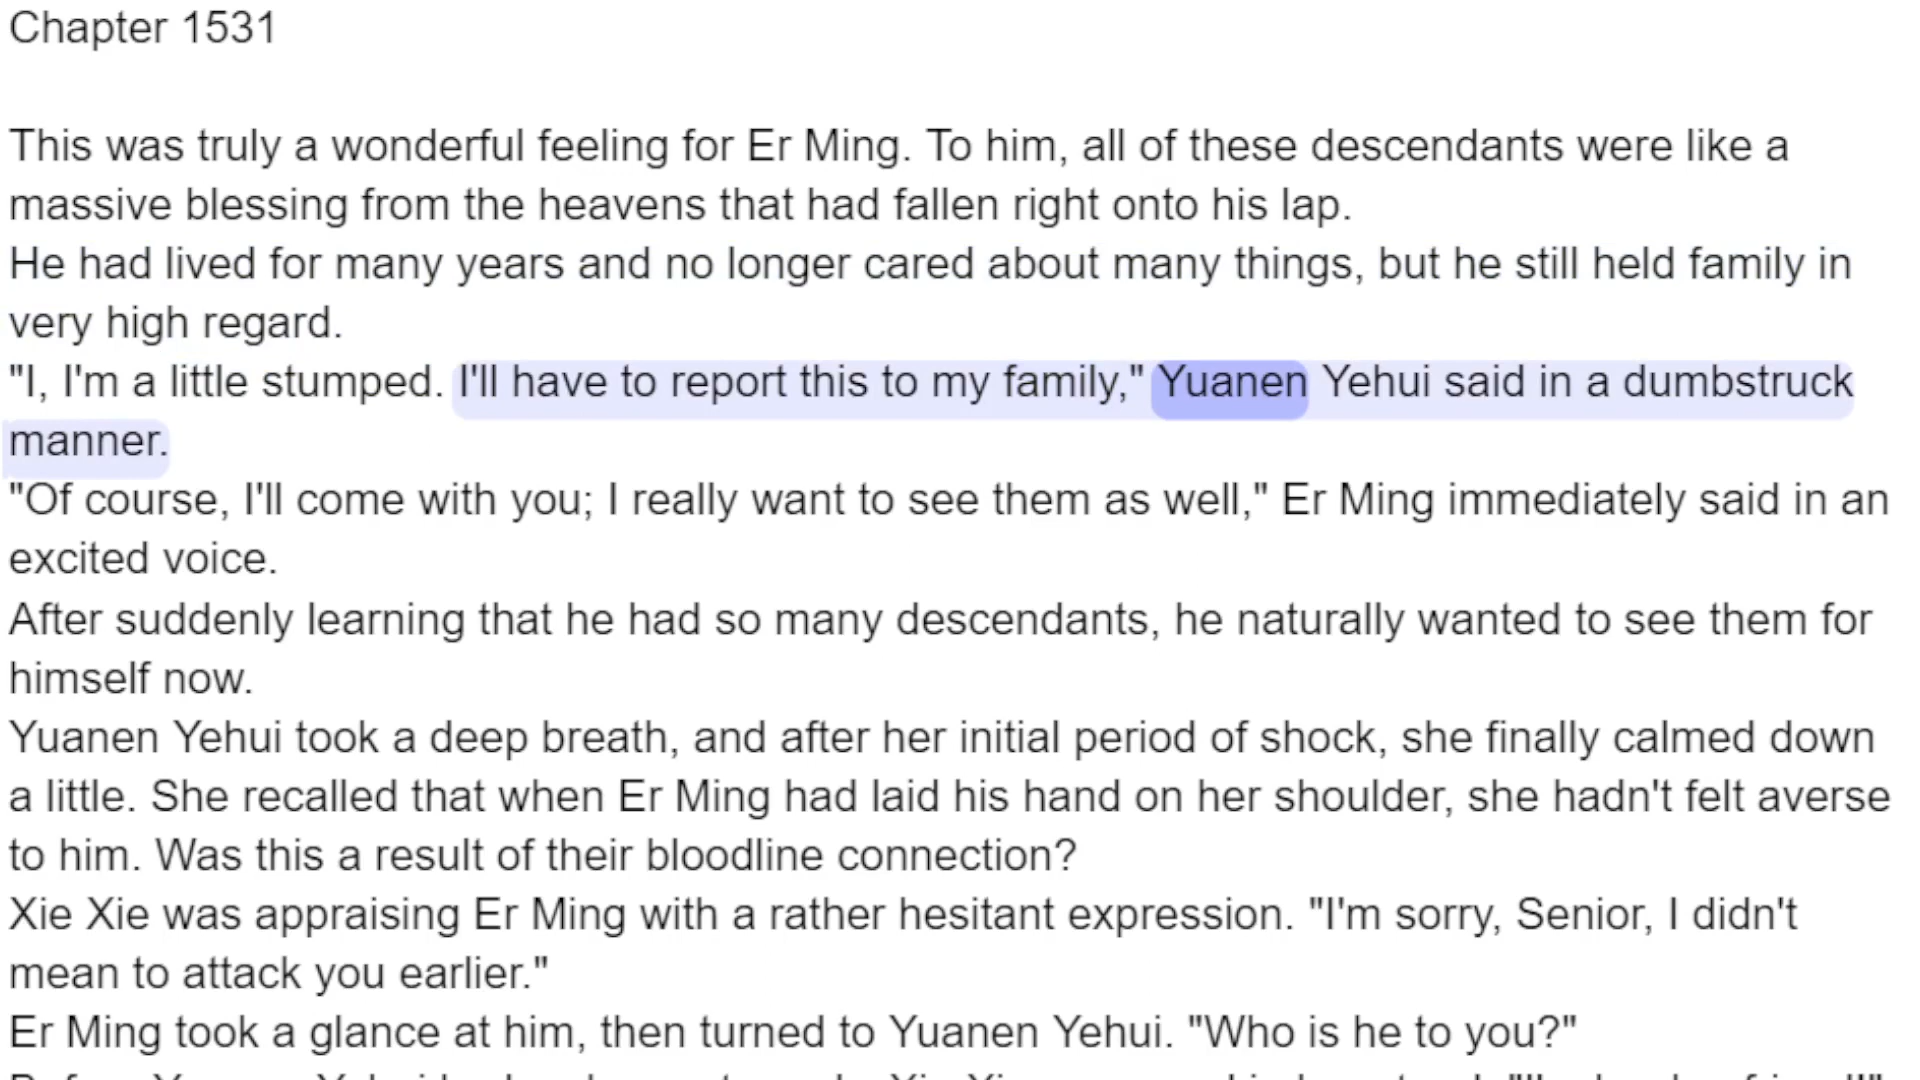 Chapter 1531
This was truly a wonderful feeling for Er Ming. To him, all of these descendants were like a
massive blessing from the heavens that had fallen right onto his lap.
He had lived for many years and no longer cared about many things, but he still held family in
very high regard.
"I, I'm a little stumped. I'll have to report this to my family," Yuanen Yehui said in a dumbstruck
manner.
"Of course, I'll come with you; I really want to see them as well," Er Ming immediately said in an
excited voice.
After suddenly learning that he had so many descendants, he naturally wanted to see them for
himself now.
Yuanen Yehui took a deep breath, and after her initial period of shock, she finally calmed down
a little. She recalled that when Er Ming had laid his hand on her shoulder, she hadn't felt averse
to him. Was this a result of their bloodline connection?
Xie Xie was appraising Er Ming with a rather hesitant expression. "I'm sorry, Senior, I didn't
mean to attack you earlier."
Er Ming took a glance at him, then turned to Yuanen Yehui. "Who is he to you?"